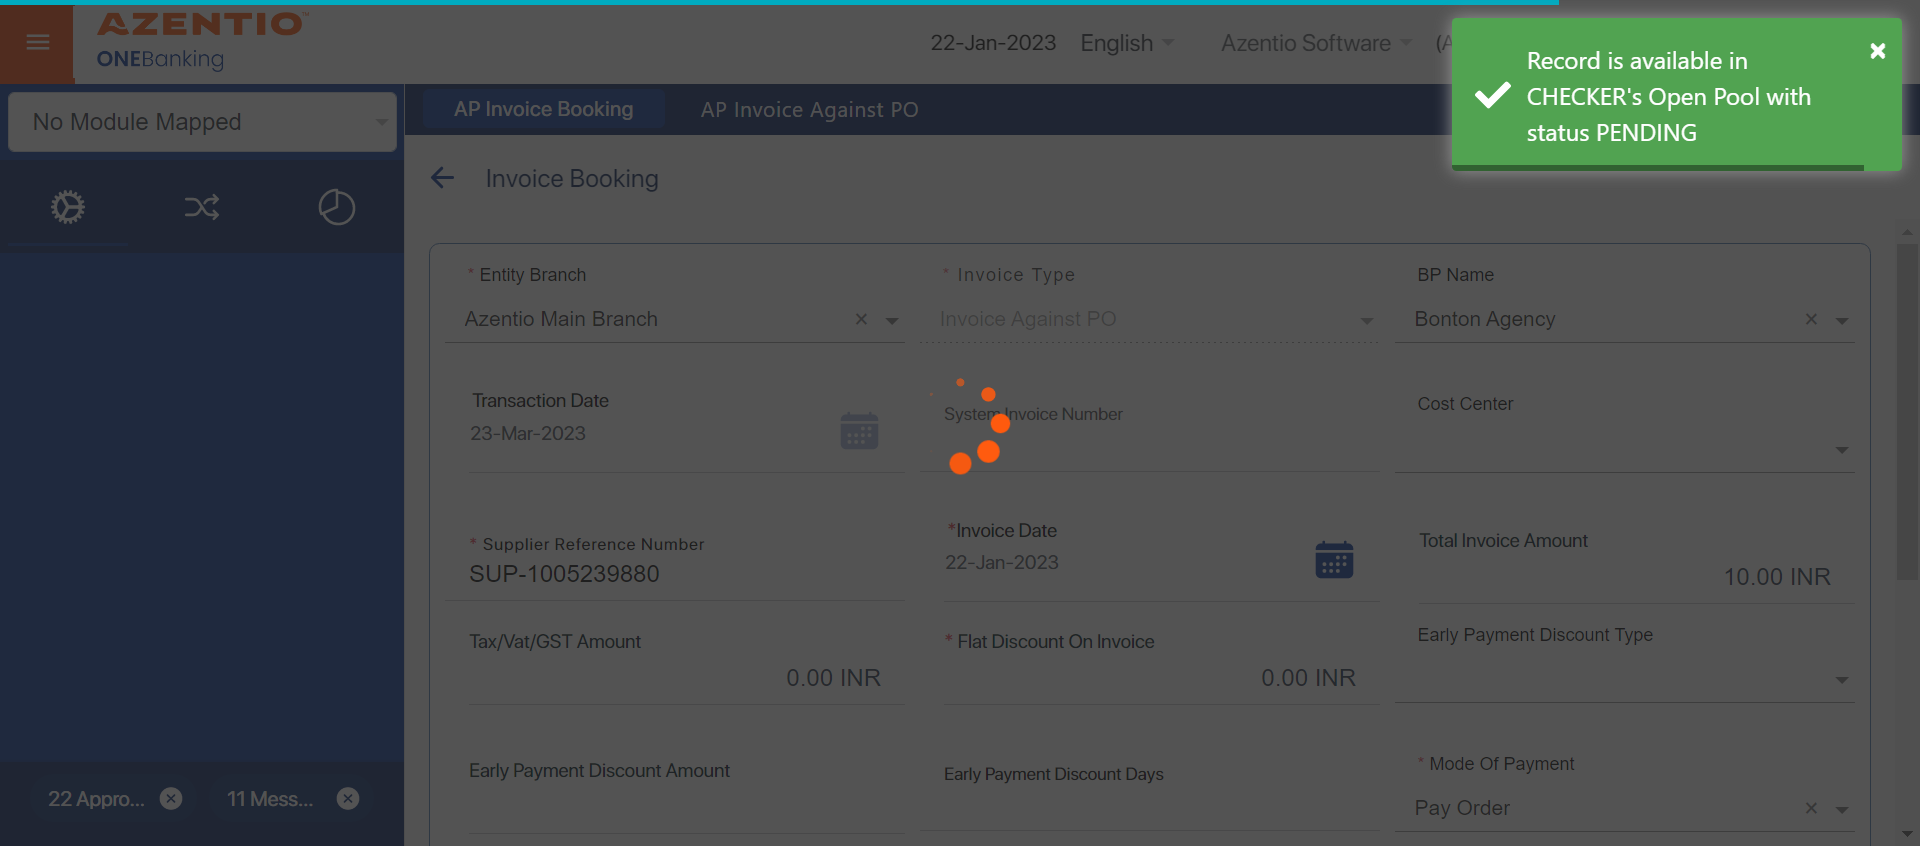 AZENTIO™
ONEBanking
22-Jan-2023
English
Azentio Software
(A
Record is available in
CHECKER's Open Pool with
status PENDING
No Module Mapped
AP Invoice Booking
AP Invoice Against PO
Invoice Booking
* Entity Branch
Azentio Main Branch
* Invoice Type
Invoice Against PO
BP Name
Bonton Agency
Transaction Date
23-Mar-2023
System Invoice Number
Cost Center
* Supplier Reference Number
SUP-1005239880
*Invoice Date
22-Jan-2023
Total Invoice Amount
10.00 INR
Tax/Vat/GST Amount
0.00 INR
* Flat Discount On Invoice
0.00 INR
Early Payment Discount Type
Early Payment Discount Amount
Early Payment Discount Days
* Mode Of Payment
Pay Order
22 Appro...
11 Mess...